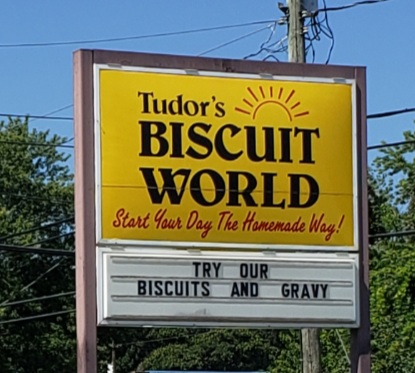 Tudor's
BISCUIT
WORLD
Start Your Day The Homemade Way!
TRY OUR
BISCUITS AND GRAVY